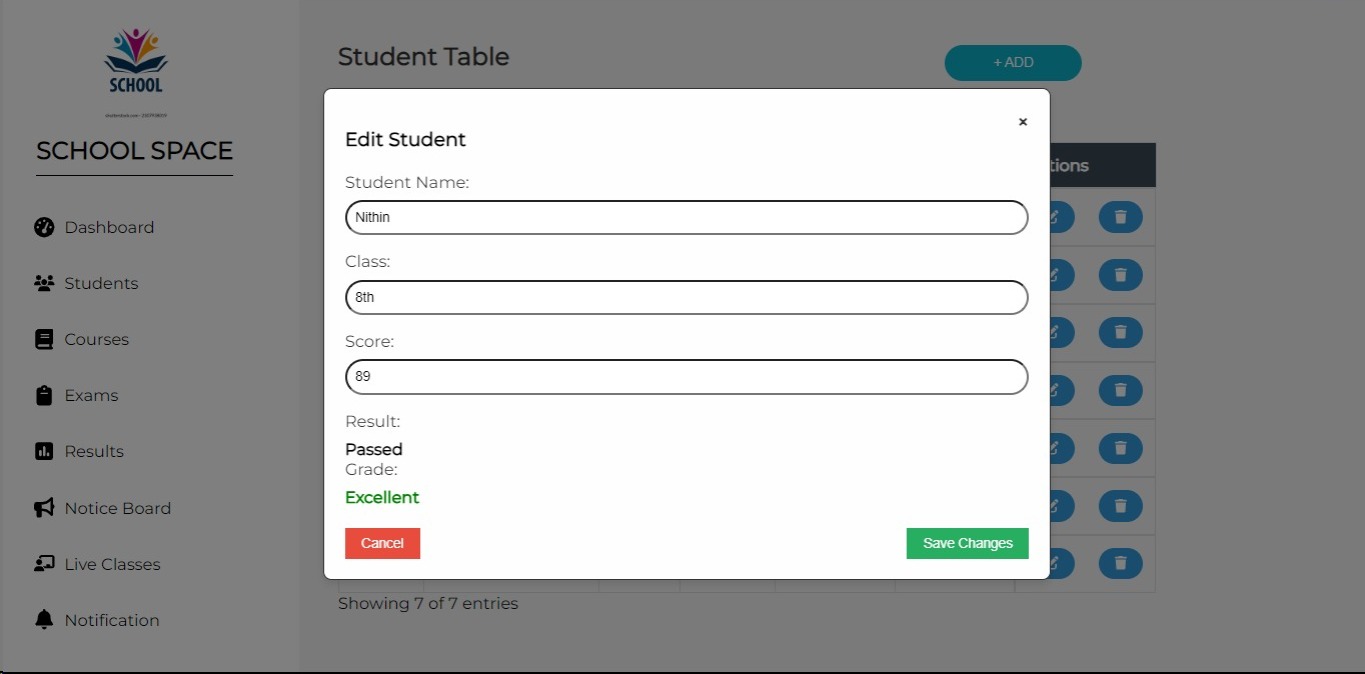 SCHOOL
SCHOOL SPACE
Dashboard
Students
Courses
Exams
Results
Notice Board
Live Classes
Notification
Student Table
+ ADD
tions
×
Edit Student
Student Name:
Nithin
Class:
8th
Score:
89
Result:
Passed
Grade:
Excellent
Cancel
Save Changes
Showing 7 of 7 entries